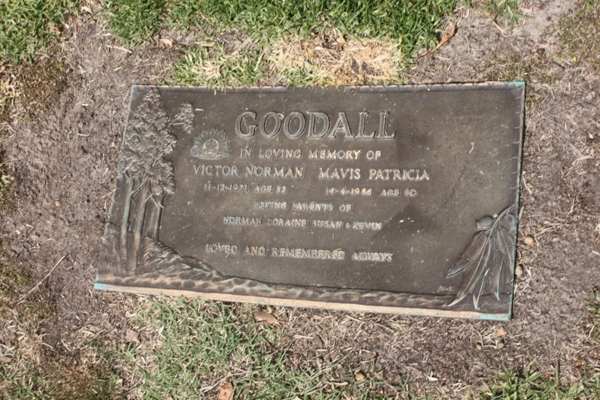 GOODALL
IN LOVING MEMORY OF
VICTOR NORMAN MAVIS PATRICIA
11-12-1971 AGE 52 14-4-1986 AGE 60
LOVING PARENTS OF
NORMAN LORAINE SUSAN & KEVIN
LOVED AND REMEMBERED ALWAYS